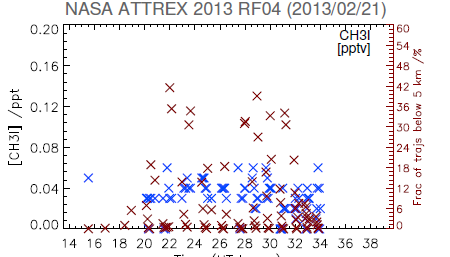 NASA ATTREX 2013 RF04 (2013/02/21)
CH3I
[pptv]
[CH3I] /ppt
0.20
0.16
0.12
0.08
0.04
0.00
60
54
48
42
36
30
24
18
12
6
0
Frac of trajs below 5 km /%
14 16 18 20 22 24 26 28 30 32 34 36 38